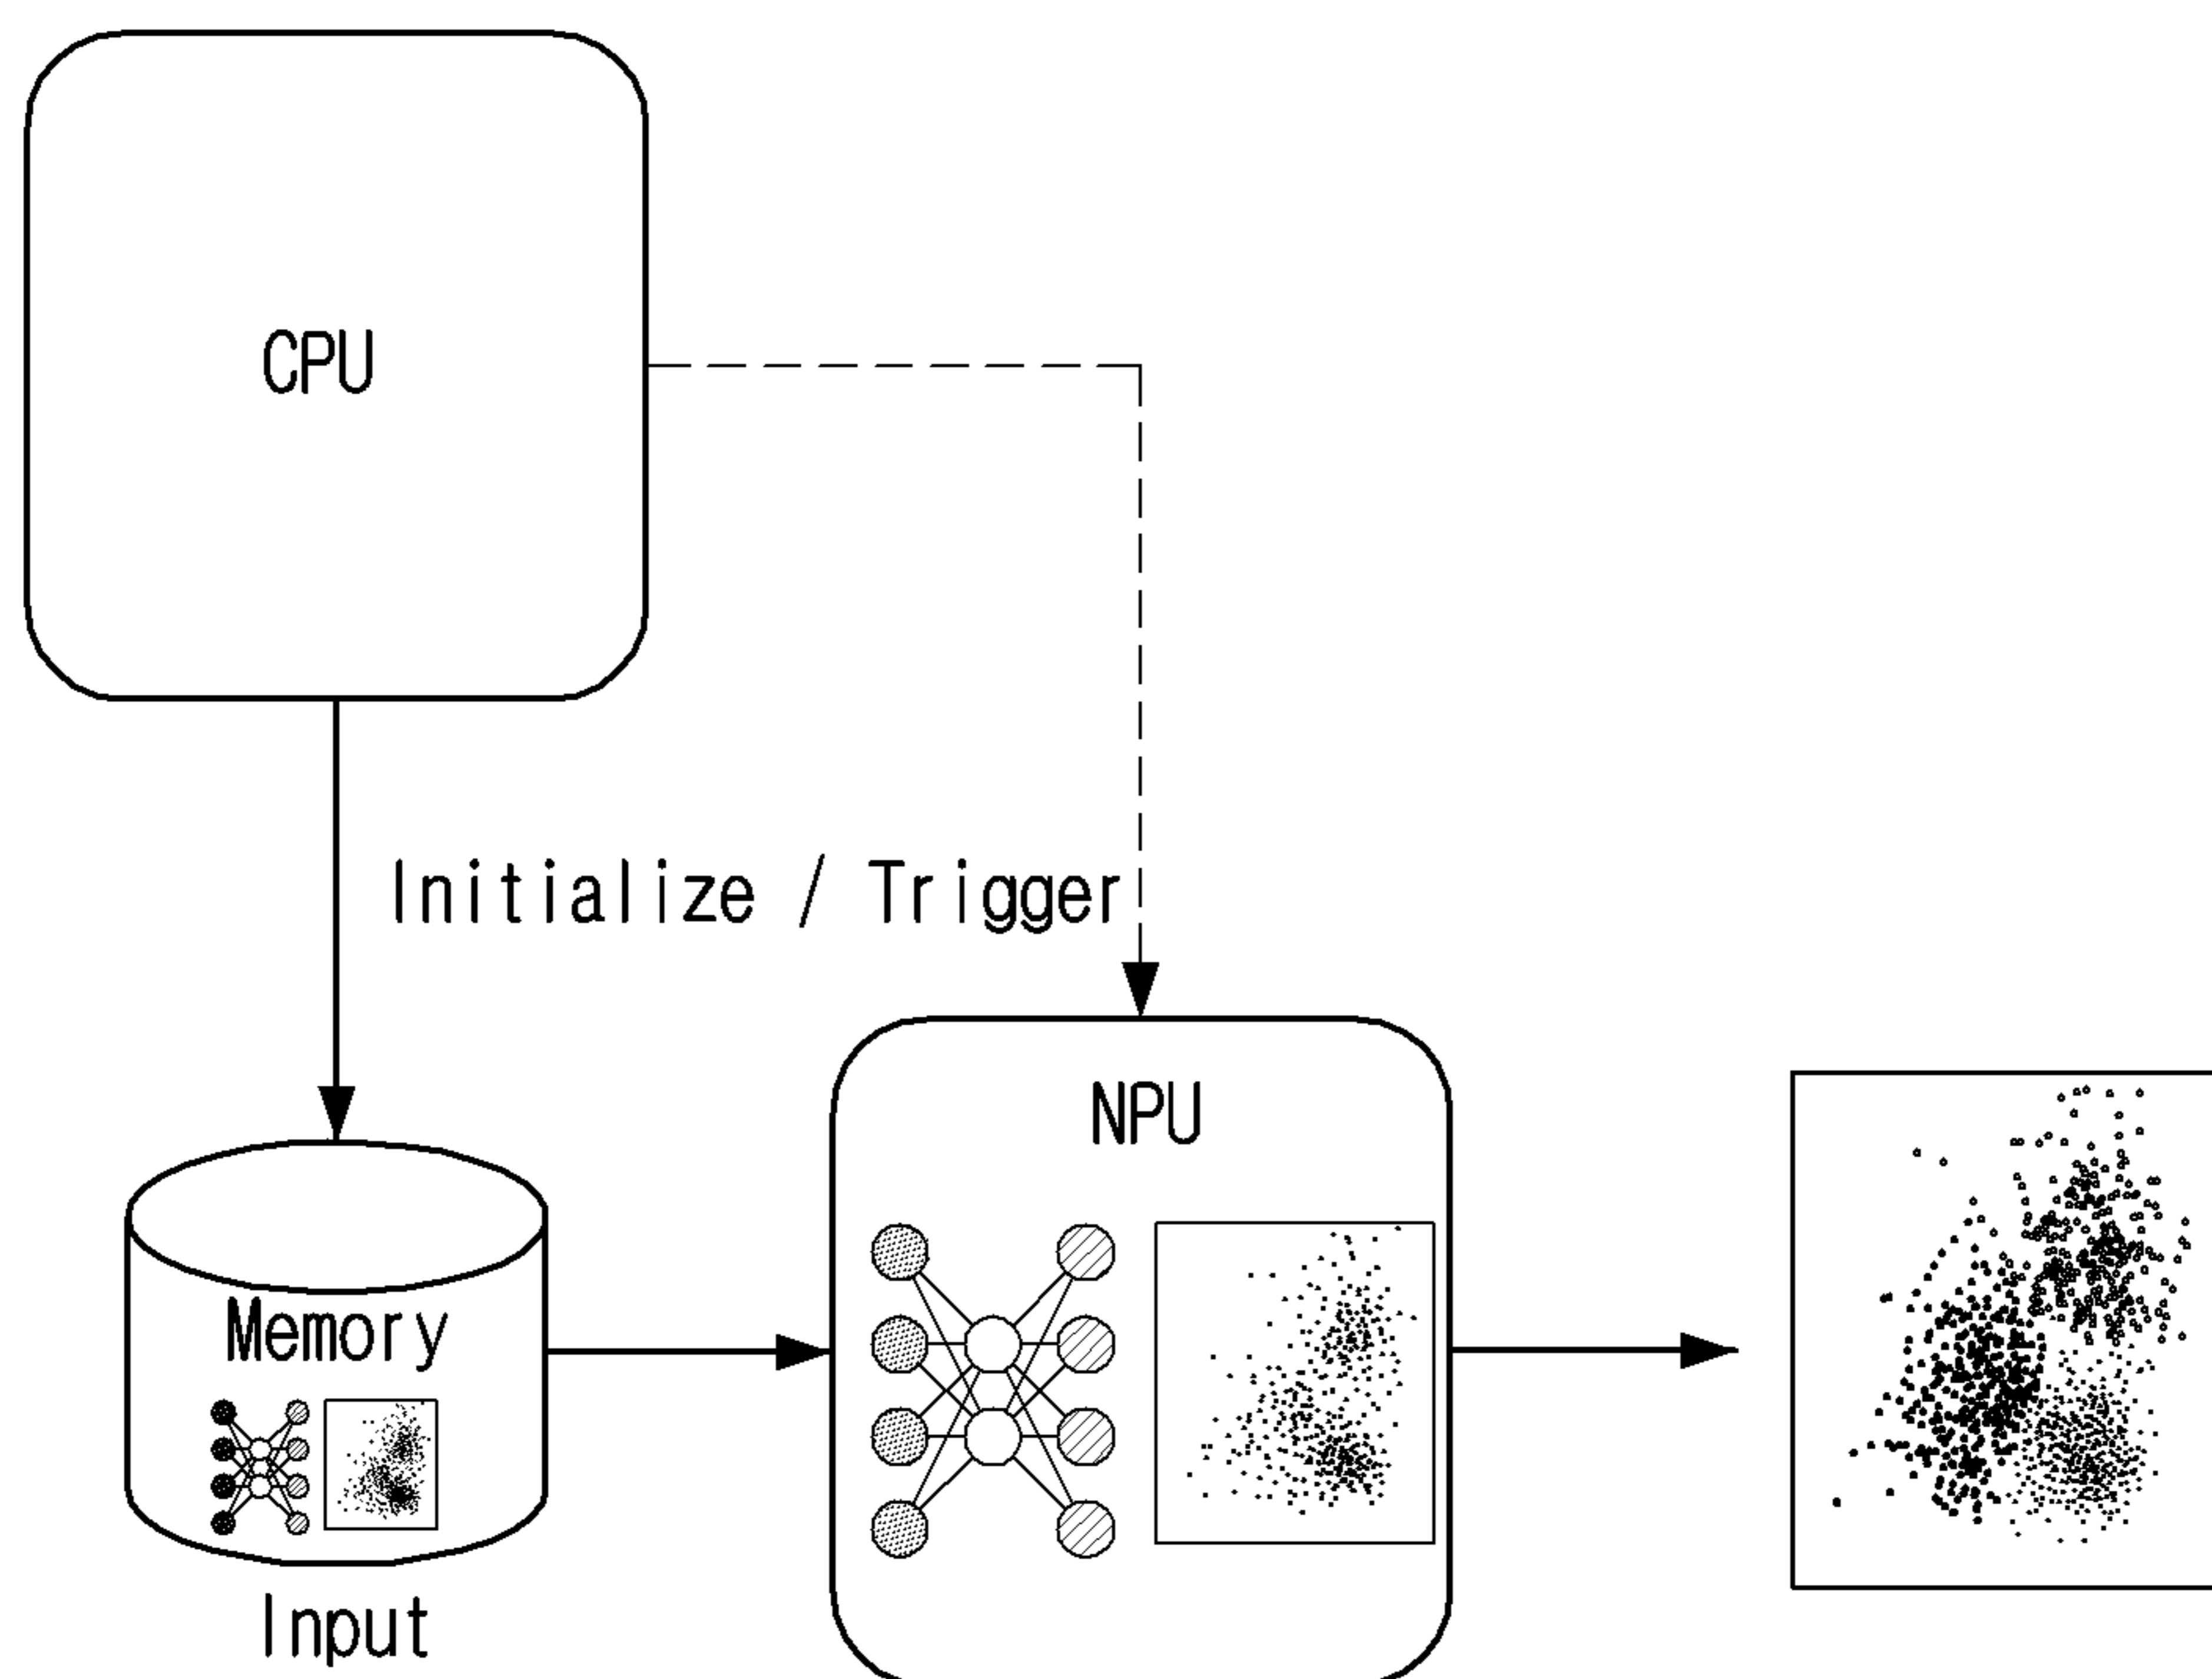 CPU
Initialize / Trigger
NPU
Memory
Input